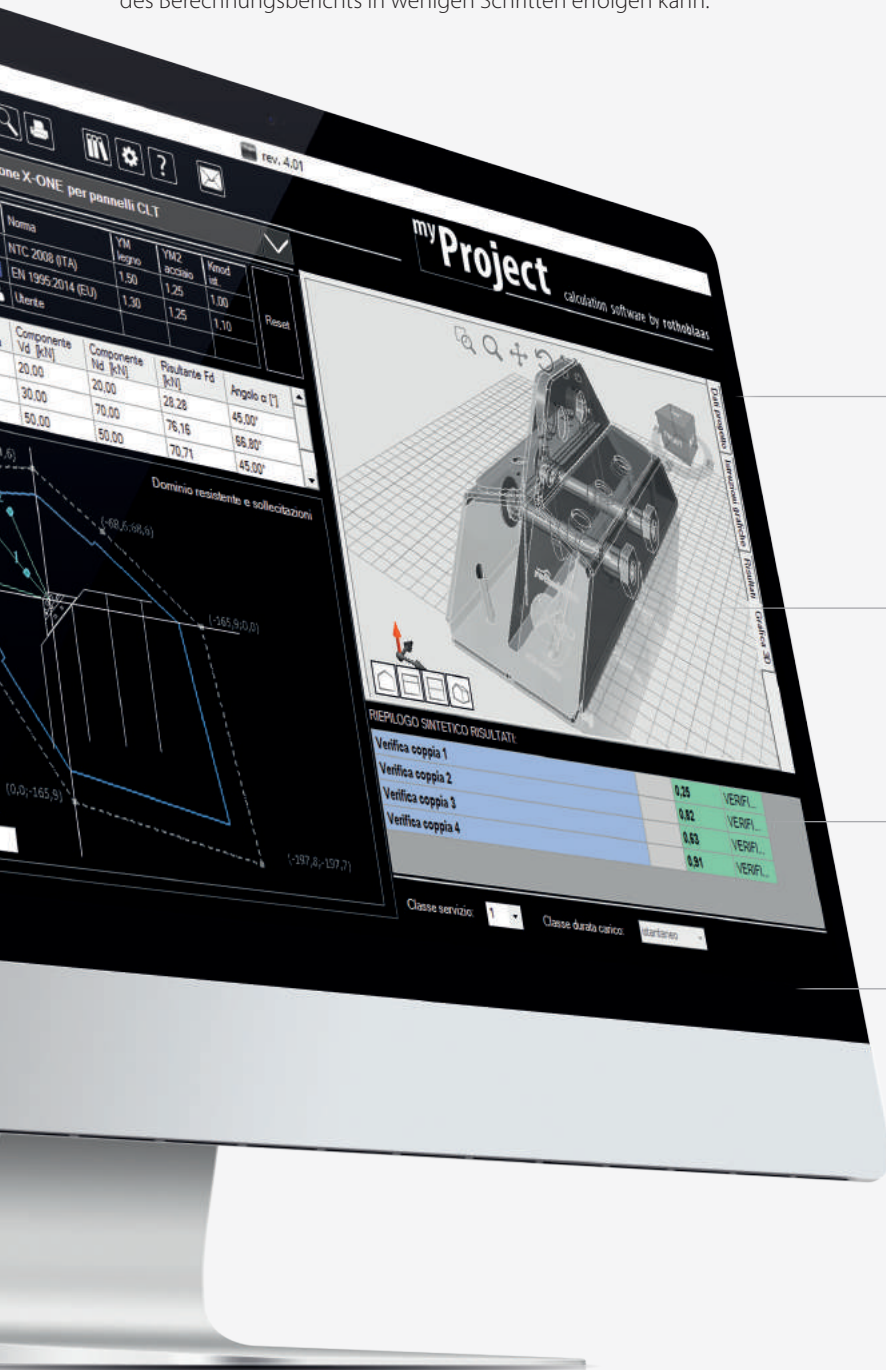 des Berechnungsberichts in wenigen Schritten erfolgen kann.
rev. 4.01
one X-ONE per pannelli CLT
Norma YM legno YM2 acciaio Kmod ist.
NTC 2008 (ITA) 1,50 1,25 1,00
EN 1995:2014 (EU) 1,30 1,25 1,10
Utente
Reset
Componente Vd [kN] Componente Nd [kN] Risultante Fd [kN] Angolo α [°]
20,00 20,00 28,28 45,00°
30,00 70,00 76,16 66,80°
50,00 50,00 70,71 45,00°
Dominio resistente e sollecitazioni
(-68,6;68,6)
(-165,9;0,0)
1
(0,0;-165,9)
(-197,8;-197,7)
myProject
calculation software by rothoblaas
Dati progetto
Istruzioni grafiche
Risultati
Grafica 3D
RIEPILOGO SINTETICO RISULTATI:
Verifica coppia 1 0,25 VERIFI...
Verifica coppia 2 0,82 VERIFI...
Verifica coppia 3 0,63 VERIFI...
Verifica coppia 4 0,91 VERIFI...
Classe servizio: 1 Classe durata carico: istantaneo